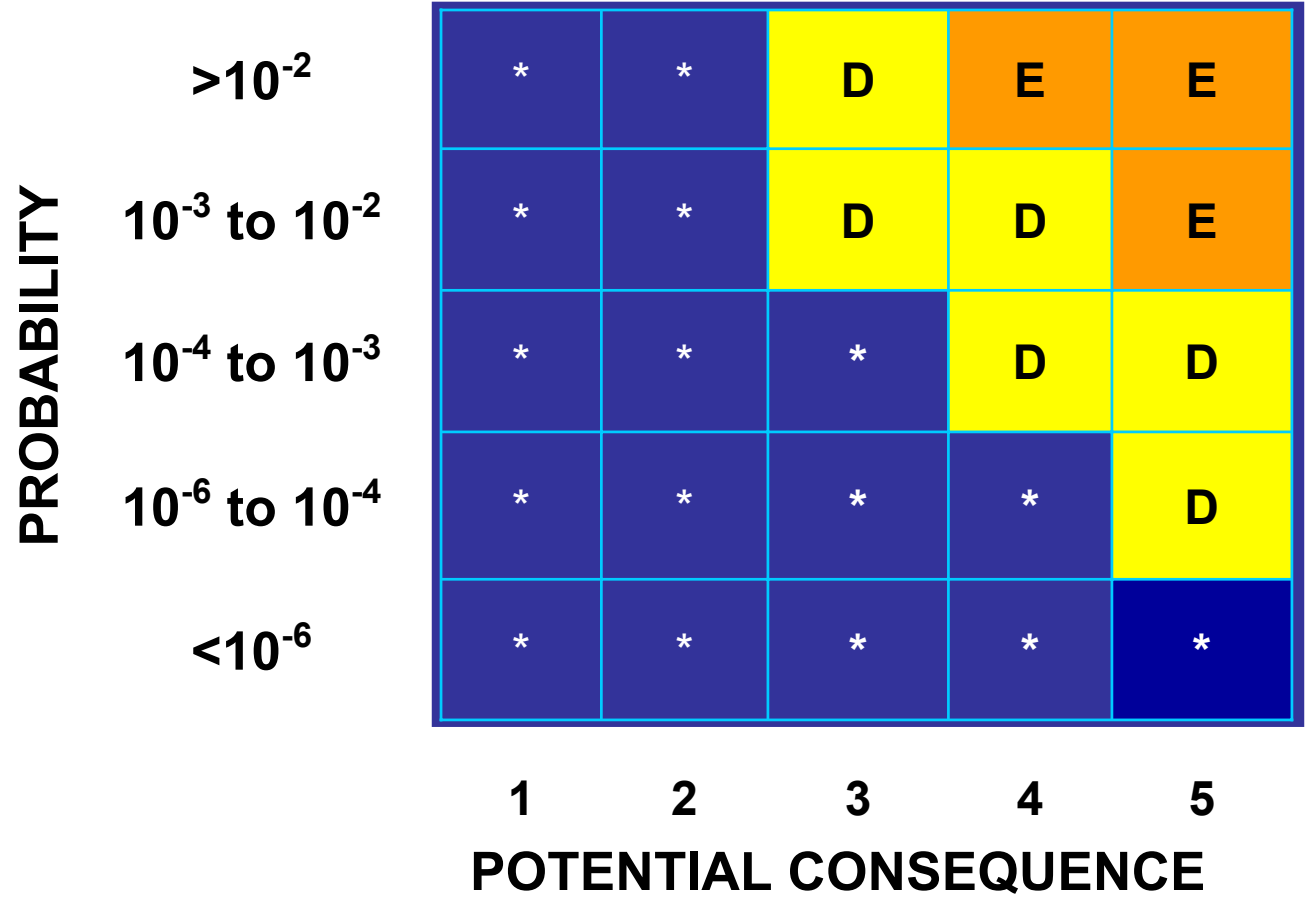 PROBABILITY
>10⁻² * * D E E
10⁻³ to 10⁻² * * D D E
10⁻⁴ to 10⁻³ * * * D D
10⁻⁶ to 10⁻⁴ * * * * D
<10⁻⁶ * * * * *
1 2 3 4 5
POTENTIAL CONSEQUENCE